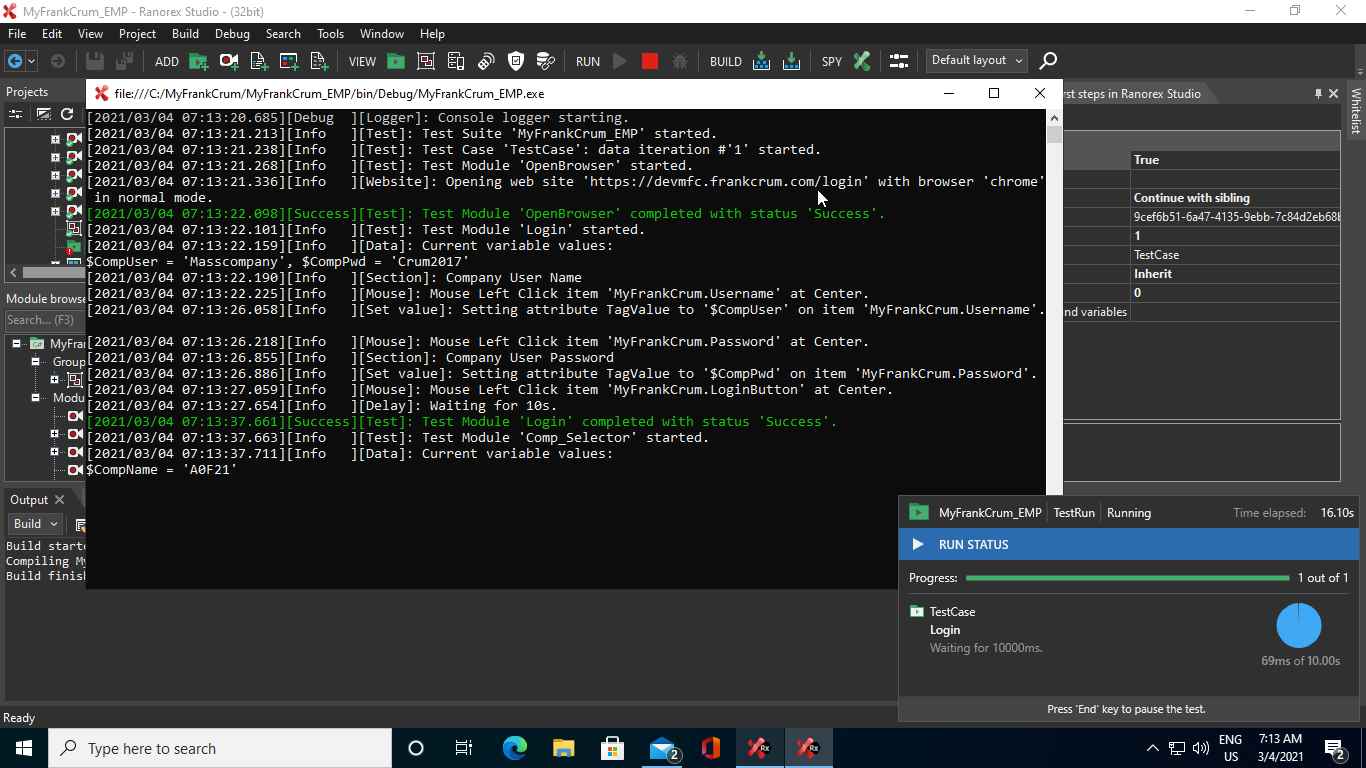 MyFrankCrum_EMP - Ranorex Studio - (32bit)
File Edit View Project Build Debug Search Tools Window Help
ADD VIEW RUN BUILD SPY Default layout
Projects
file:///C:/MyFrankCrum/MyFrankCrum_EMP/bin/Debug/MyFrankCrum_EMP.exe
rst steps in Ranorex Studio
Whitelist
[2021/03/04 07:13:20.685][Debug ][Logger]: Console logger starting.
[2021/03/04 07:13:21.213][Info ][Test]: Test Suite 'MyFrankCrum_EMP' started.
[2021/03/04 07:13:21.238][Info ][Test]: Test Case 'TestCase': data iteration #'1' started.
[2021/03/04 07:13:21.268][Info ][Test]: Test Module 'OpenBrowser' started.
[2021/03/04 07:13:21.336][Info ][Website]: Opening web site 'https://devmfc.frankcrum.com/login' with browser 'chrome'
in normal mode.
[2021/03/04 07:13:22.098][Success][Test]: Test Module 'OpenBrowser' completed with status 'Success'.
[2021/03/04 07:13:22.101][Info ][Test]: Test Module 'Login' started.
[2021/03/04 07:13:22.159][Info ][Data]: Current variable values:
$CompUser = 'Masscompany', $CompPwd = 'Crum2017'
[2021/03/04 07:13:22.190][Info ][Section]: Company User Name
[2021/03/04 07:13:22.225][Info ][Mouse]: Mouse Left Click item 'MyFrankCrum.Username' at Center.
[2021/03/04 07:13:26.058][Info ][Set value]: Setting attribute TagValue to '$CompUser' on item 'MyFrankCrum.Username'.
[2021/03/04 07:13:26.218][Info ][Mouse]: Mouse Left Click item 'MyFrankCrum.Password' at Center.
[2021/03/04 07:13:26.855][Info ][Section]: Company User Password
[2021/03/04 07:13:26.886][Info ][Set value]: Setting attribute TagValue to '$CompPwd' on item 'MyFrankCrum.Password'.
[2021/03/04 07:13:27.059][Info ][Mouse]: Mouse Left Click item 'MyFrankCrum.LoginButton' at Center.
[2021/03/04 07:13:27.654][Info ][Delay]: Waiting for 10s.
[2021/03/04 07:13:37.661][Success][Test]: Test Module 'Login' completed with status 'Success'.
[2021/03/04 07:13:37.663][Info ][Test]: Test Module 'Comp_Selector' started.
[2021/03/04 07:13:37.711][Info ][Data]: Current variable values:
$CompName = 'A0F21'
True
Continue with sibling
9cef6b51-6a47-4135-9ebb-7c84d2eb68
1
TestCase
Inherit
0
nd variables
Module browse
Search... (F3)
MyFran
Group
Modu
Output
Build
Build starte
Compiling My
Build finish
MyFrankCrum_EMP TestRun Running Time elapsed: 16.10s
RUN STATUS
Progress: 1 out of 1
TestCase
Login
Waiting for 10000ms.
69ms of 10.00s
Press 'End' key to pause the test.
Ready
Type here to search
2
Rx
Rx
ENG
US
7:13 AM
3/4/2021
2